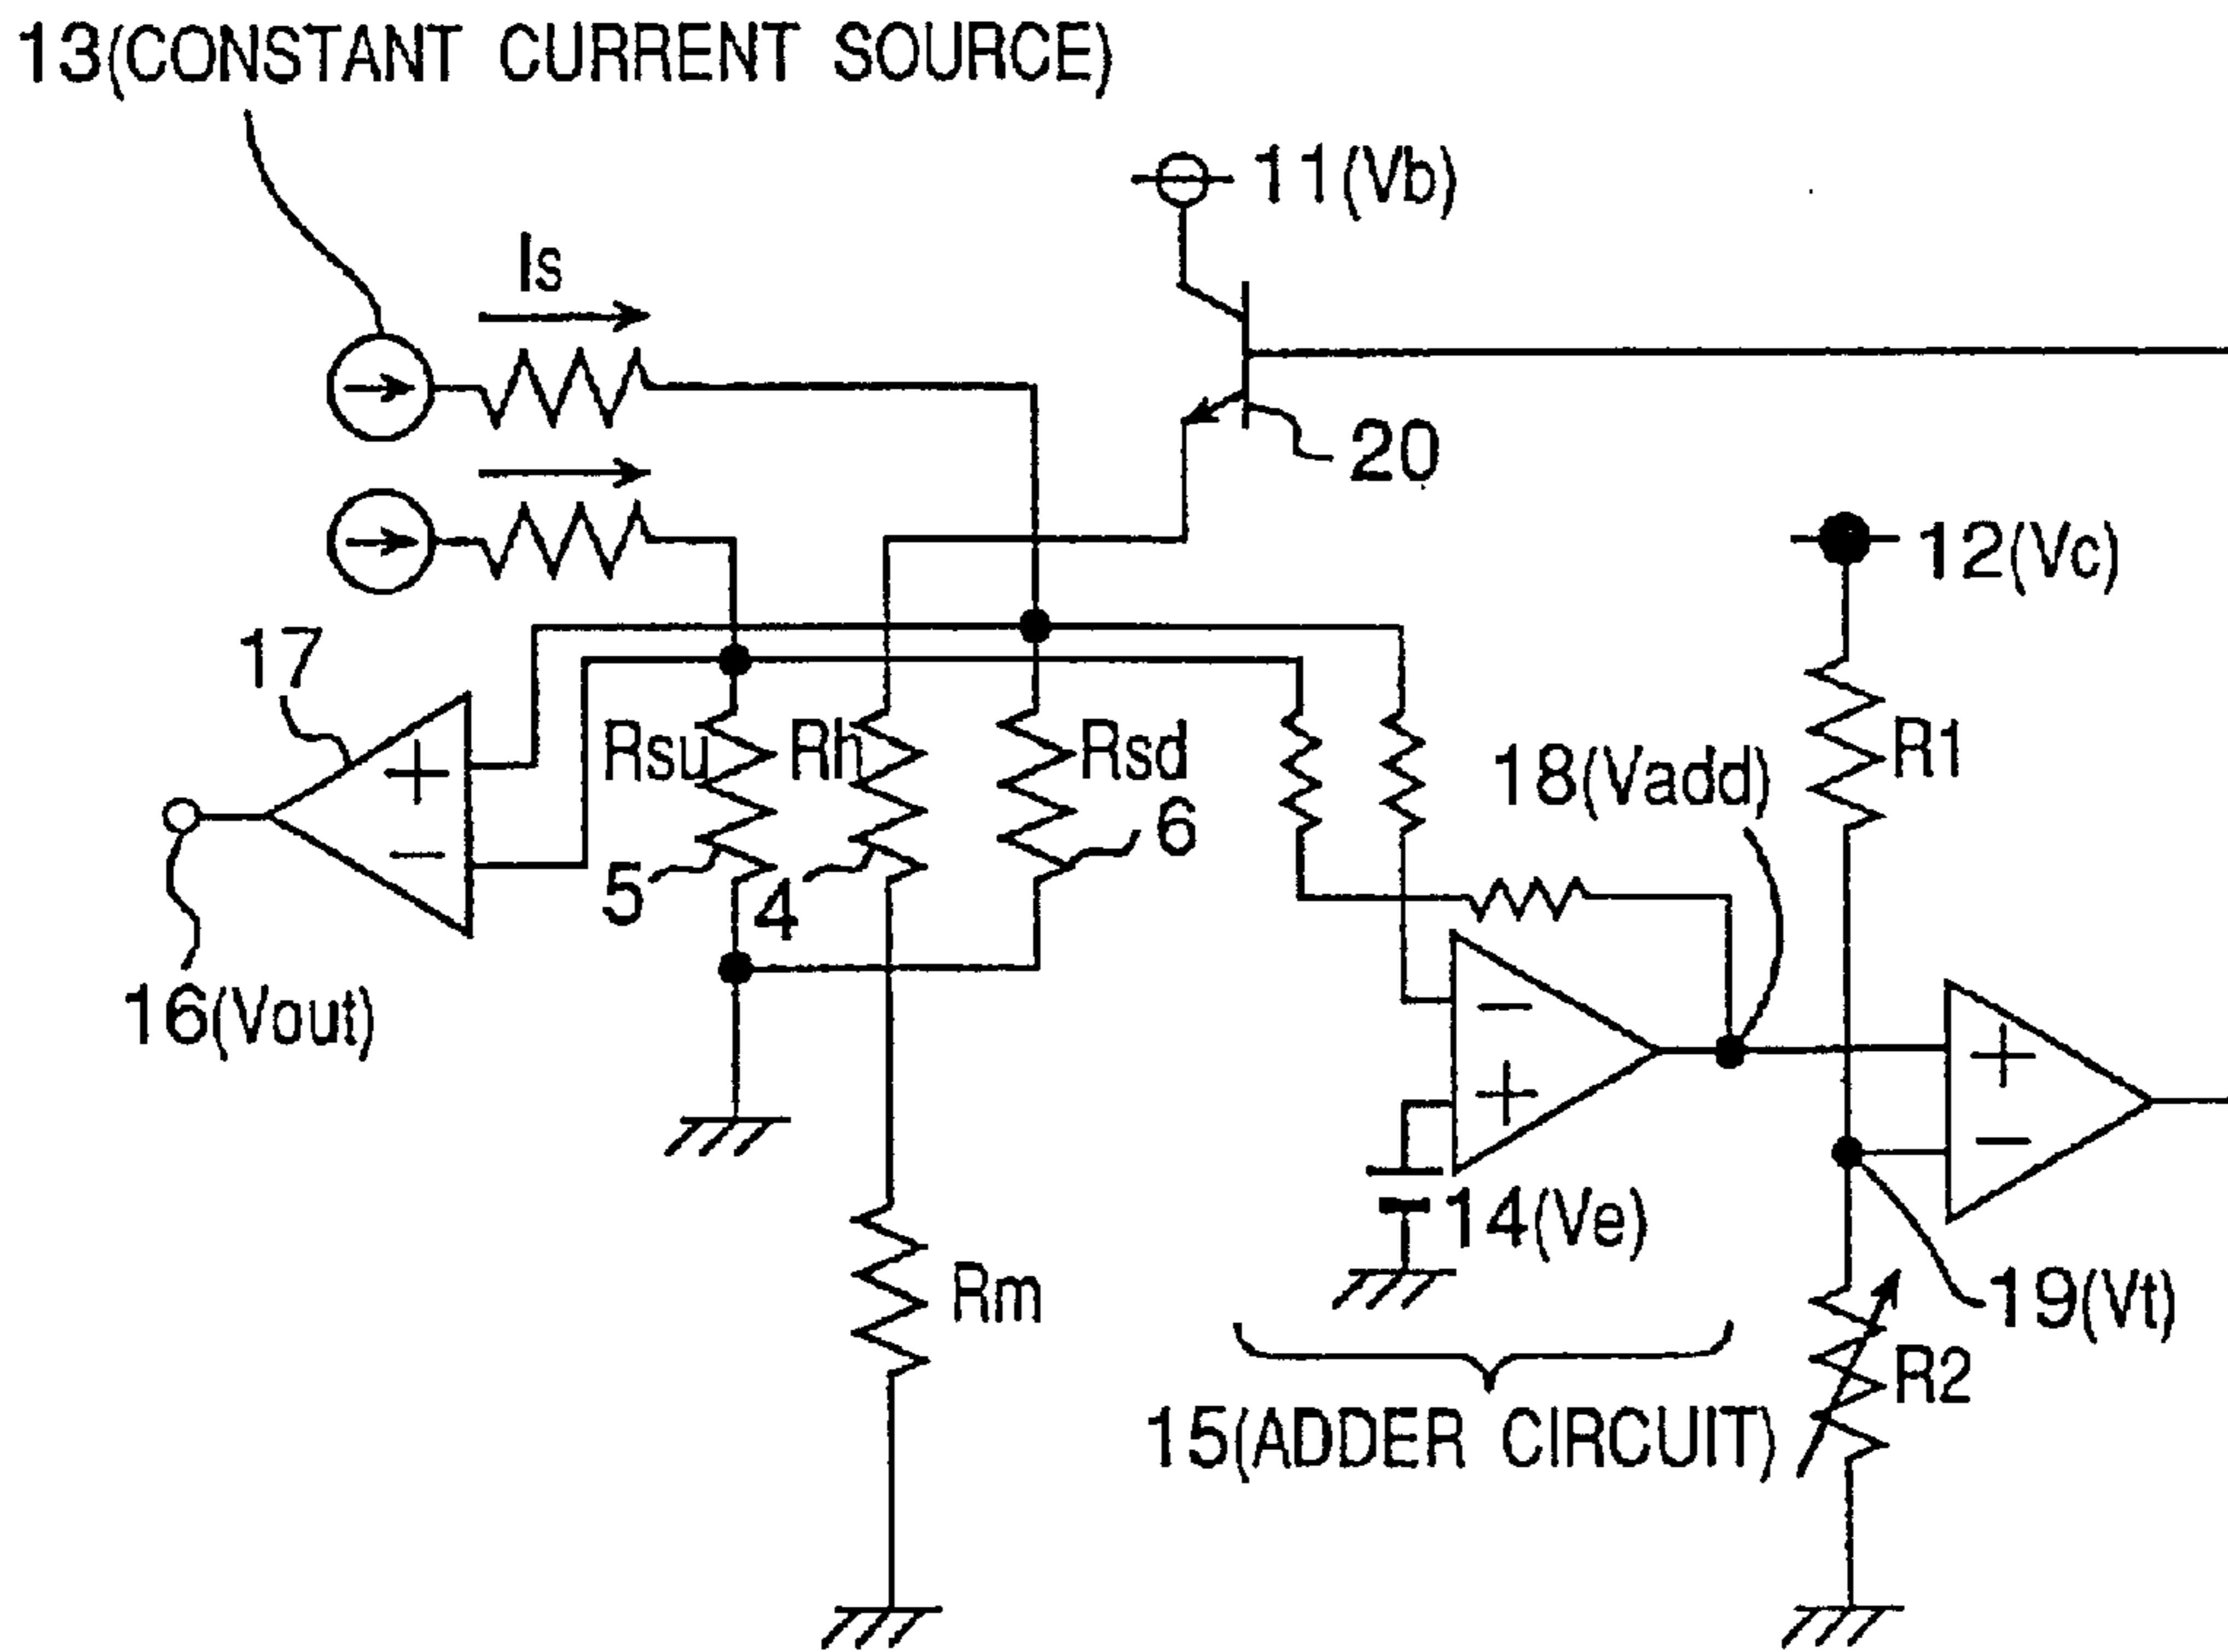 13(CONSTANT CURRENT SOURCE)
11(Vb)
Is
20
12(Vc)
17
Rsu
Rh
Rsd
R1
18(Vadd)
6
5
4
16(Vout)
+
−
−
+
+
−
14(Ve)
Rm
19(Vt)
R2
15(ADDER CIRCUIT)